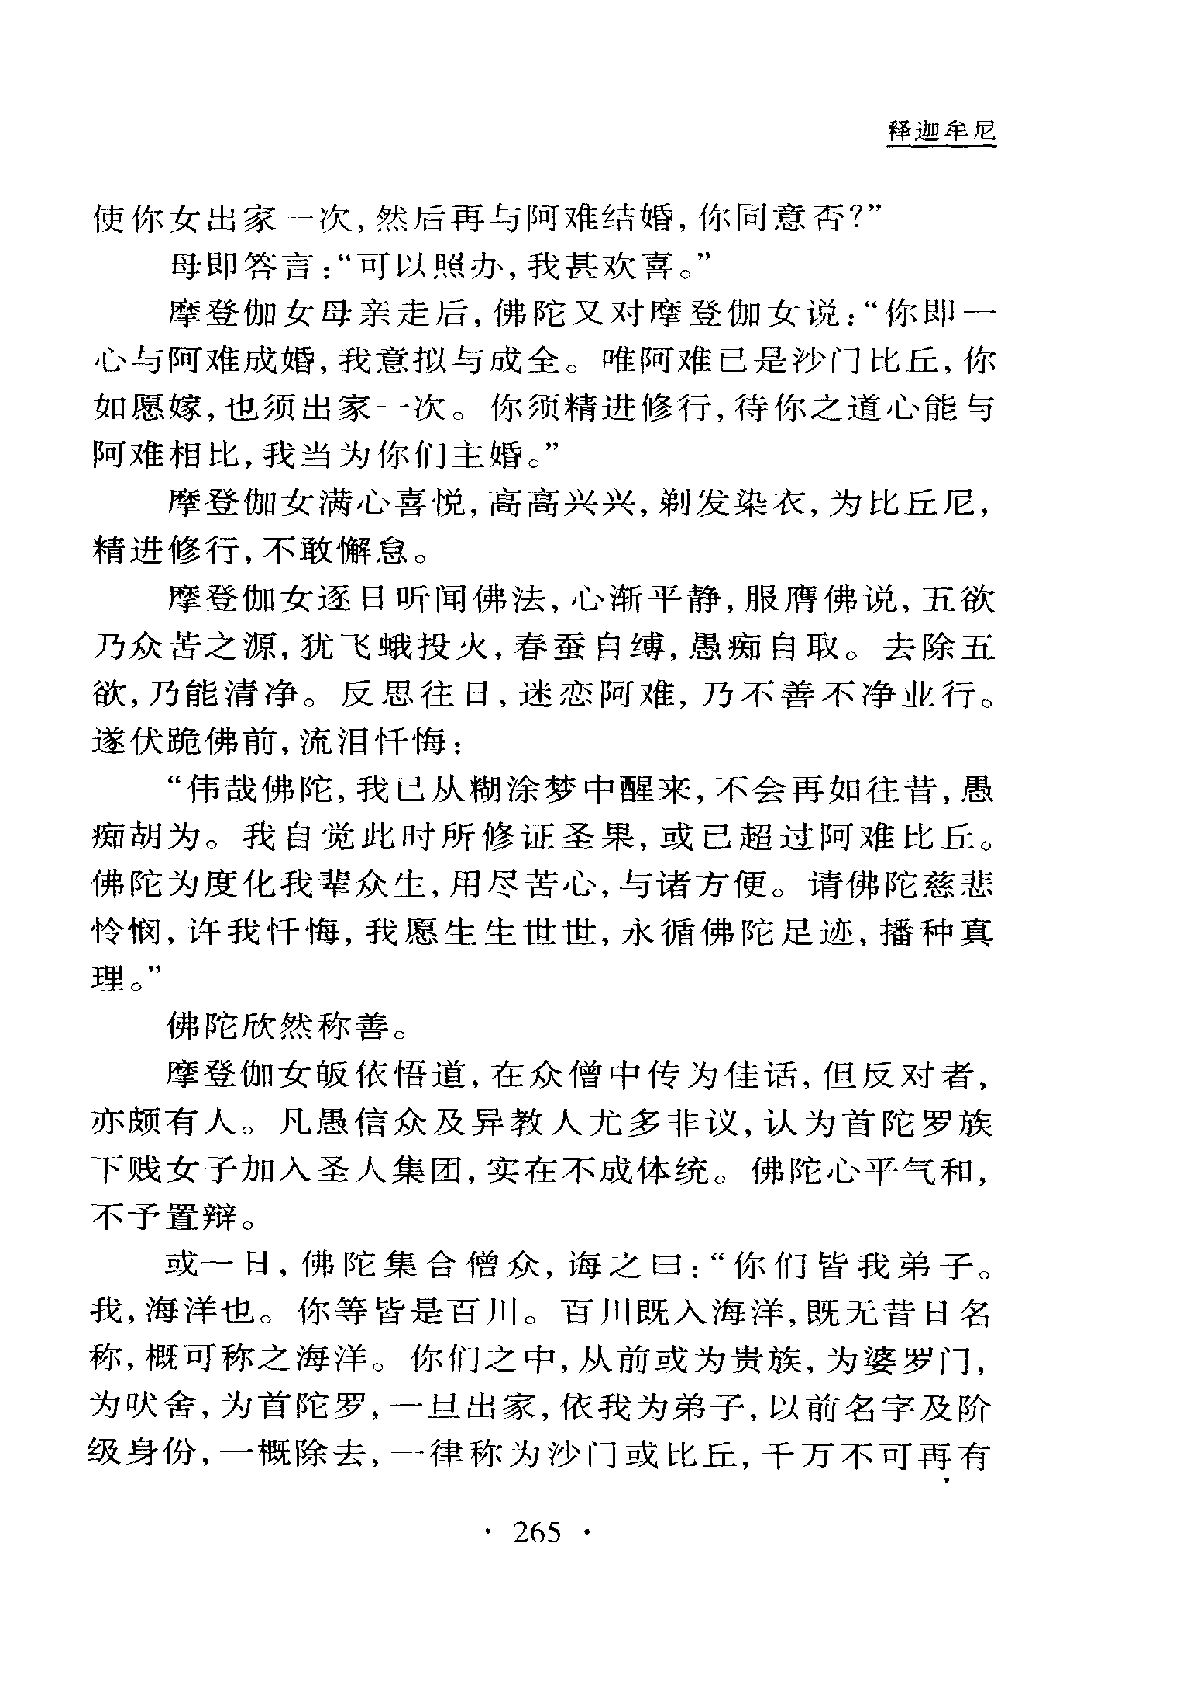 释迦牟尼
使你女出家一次,然后再与阿难结婚,你同意否?”
母即答言:“可以照办,我甚欢喜。”
摩登伽女母亲走后,佛陀又对摩登伽女说:“你即一
心与阿难成婚,我意拟与成全。唯阿难已是沙门比丘,你
如愿嫁,也须出家一次。你须精进修行,待你之道心能与
阿难相比,我当为你们主婚。”
摩登伽女满心喜悦,高高兴兴,剃发染衣,为比丘尼,
精进修行,不敢懈怠。
摩登伽女逐日听闻佛法,心渐平静,服膺佛说,五欲
乃众苦之源,犹飞蛾投火,春蚕自缚,愚痴自取。去除五
欲,乃能清净。反思往日,迷恋阿难,乃不善不净业行。
遂伏跪佛前,流泪忏悔:
“伟哉佛陀,我已从糊涂梦中醒来,不会再如往昔,愚
痴胡为。我自觉此时所修证圣果,或已超过阿难比丘。
佛陀为度化我辈众生,用尽苦心,与诸方便。请佛陀慈悲
怜悯,许我忏悔,我愿生生世世,永循佛陀足迹,播种真
理。”
佛陀欣然称善。
摩登伽女皈依悟道,在众僧中传为佳话,但反对者,
亦颇有人。凡愚信众及异教人尤多非议,认为首陀罗族
下贱女子加入圣人集团,实在不成体统。佛陀心平气和,
不予置辩。
或一日,佛陀集合僧众,诲之曰:“你们皆我弟子。
我,海洋也。你等皆是百川。百川既入海洋,既无昔日名
称,概可称之海洋。你们之中,从前或为贵族,为婆罗门,
为吠舍,为首陀罗,一旦出家,依我为弟子,以前名字及阶
级身份,一概除去,一律称为沙门或比丘,千万不可再有
· 265 ·